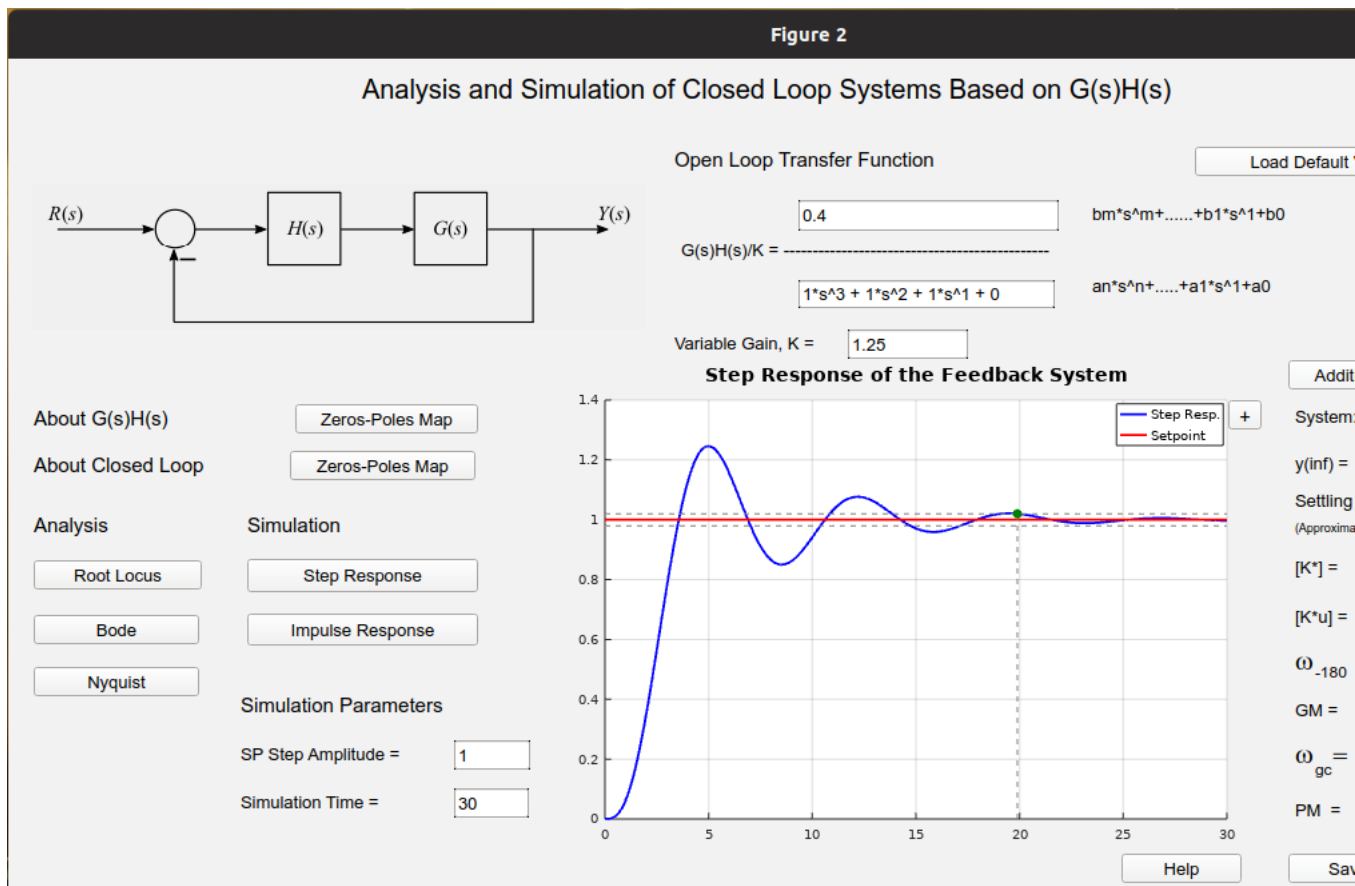 Figure 2
Analysis and Simulation of Closed Loop Systems Based on G(s)H(s)
Open Loop Transfer Function
Load Default
R(s)
H(s)
G(s)
Y(s)
0.4
bm*s^m+......+b1*s^1+b0
G(s)H(s)/K = --------------------------------------------
1*s^3 + 1*s^2 + 1*s^1 + 0
an*s^n+.....+a1*s^1+a0
Variable Gain, K =
1.25
Step Response of the Feedback System
About G(s)H(s)
Zeros-Poles Map
About Closed Loop
Zeros-Poles Map
Analysis
Simulation
Root Locus
Step Response
Bode
Impulse Response
Nyquist
Simulation Parameters
SP Step Amplitude =
1
Simulation Time =
30
1.4
1.2
1
0.8
0.6
0.4
0.2
0
0
5
10
15
20
25
30
Step Resp.
Setpoint
+
System:
y(inf) =
Settling
[K*] =
[K*u] =
ω-180
GM =
ωgc=
PM =
Help